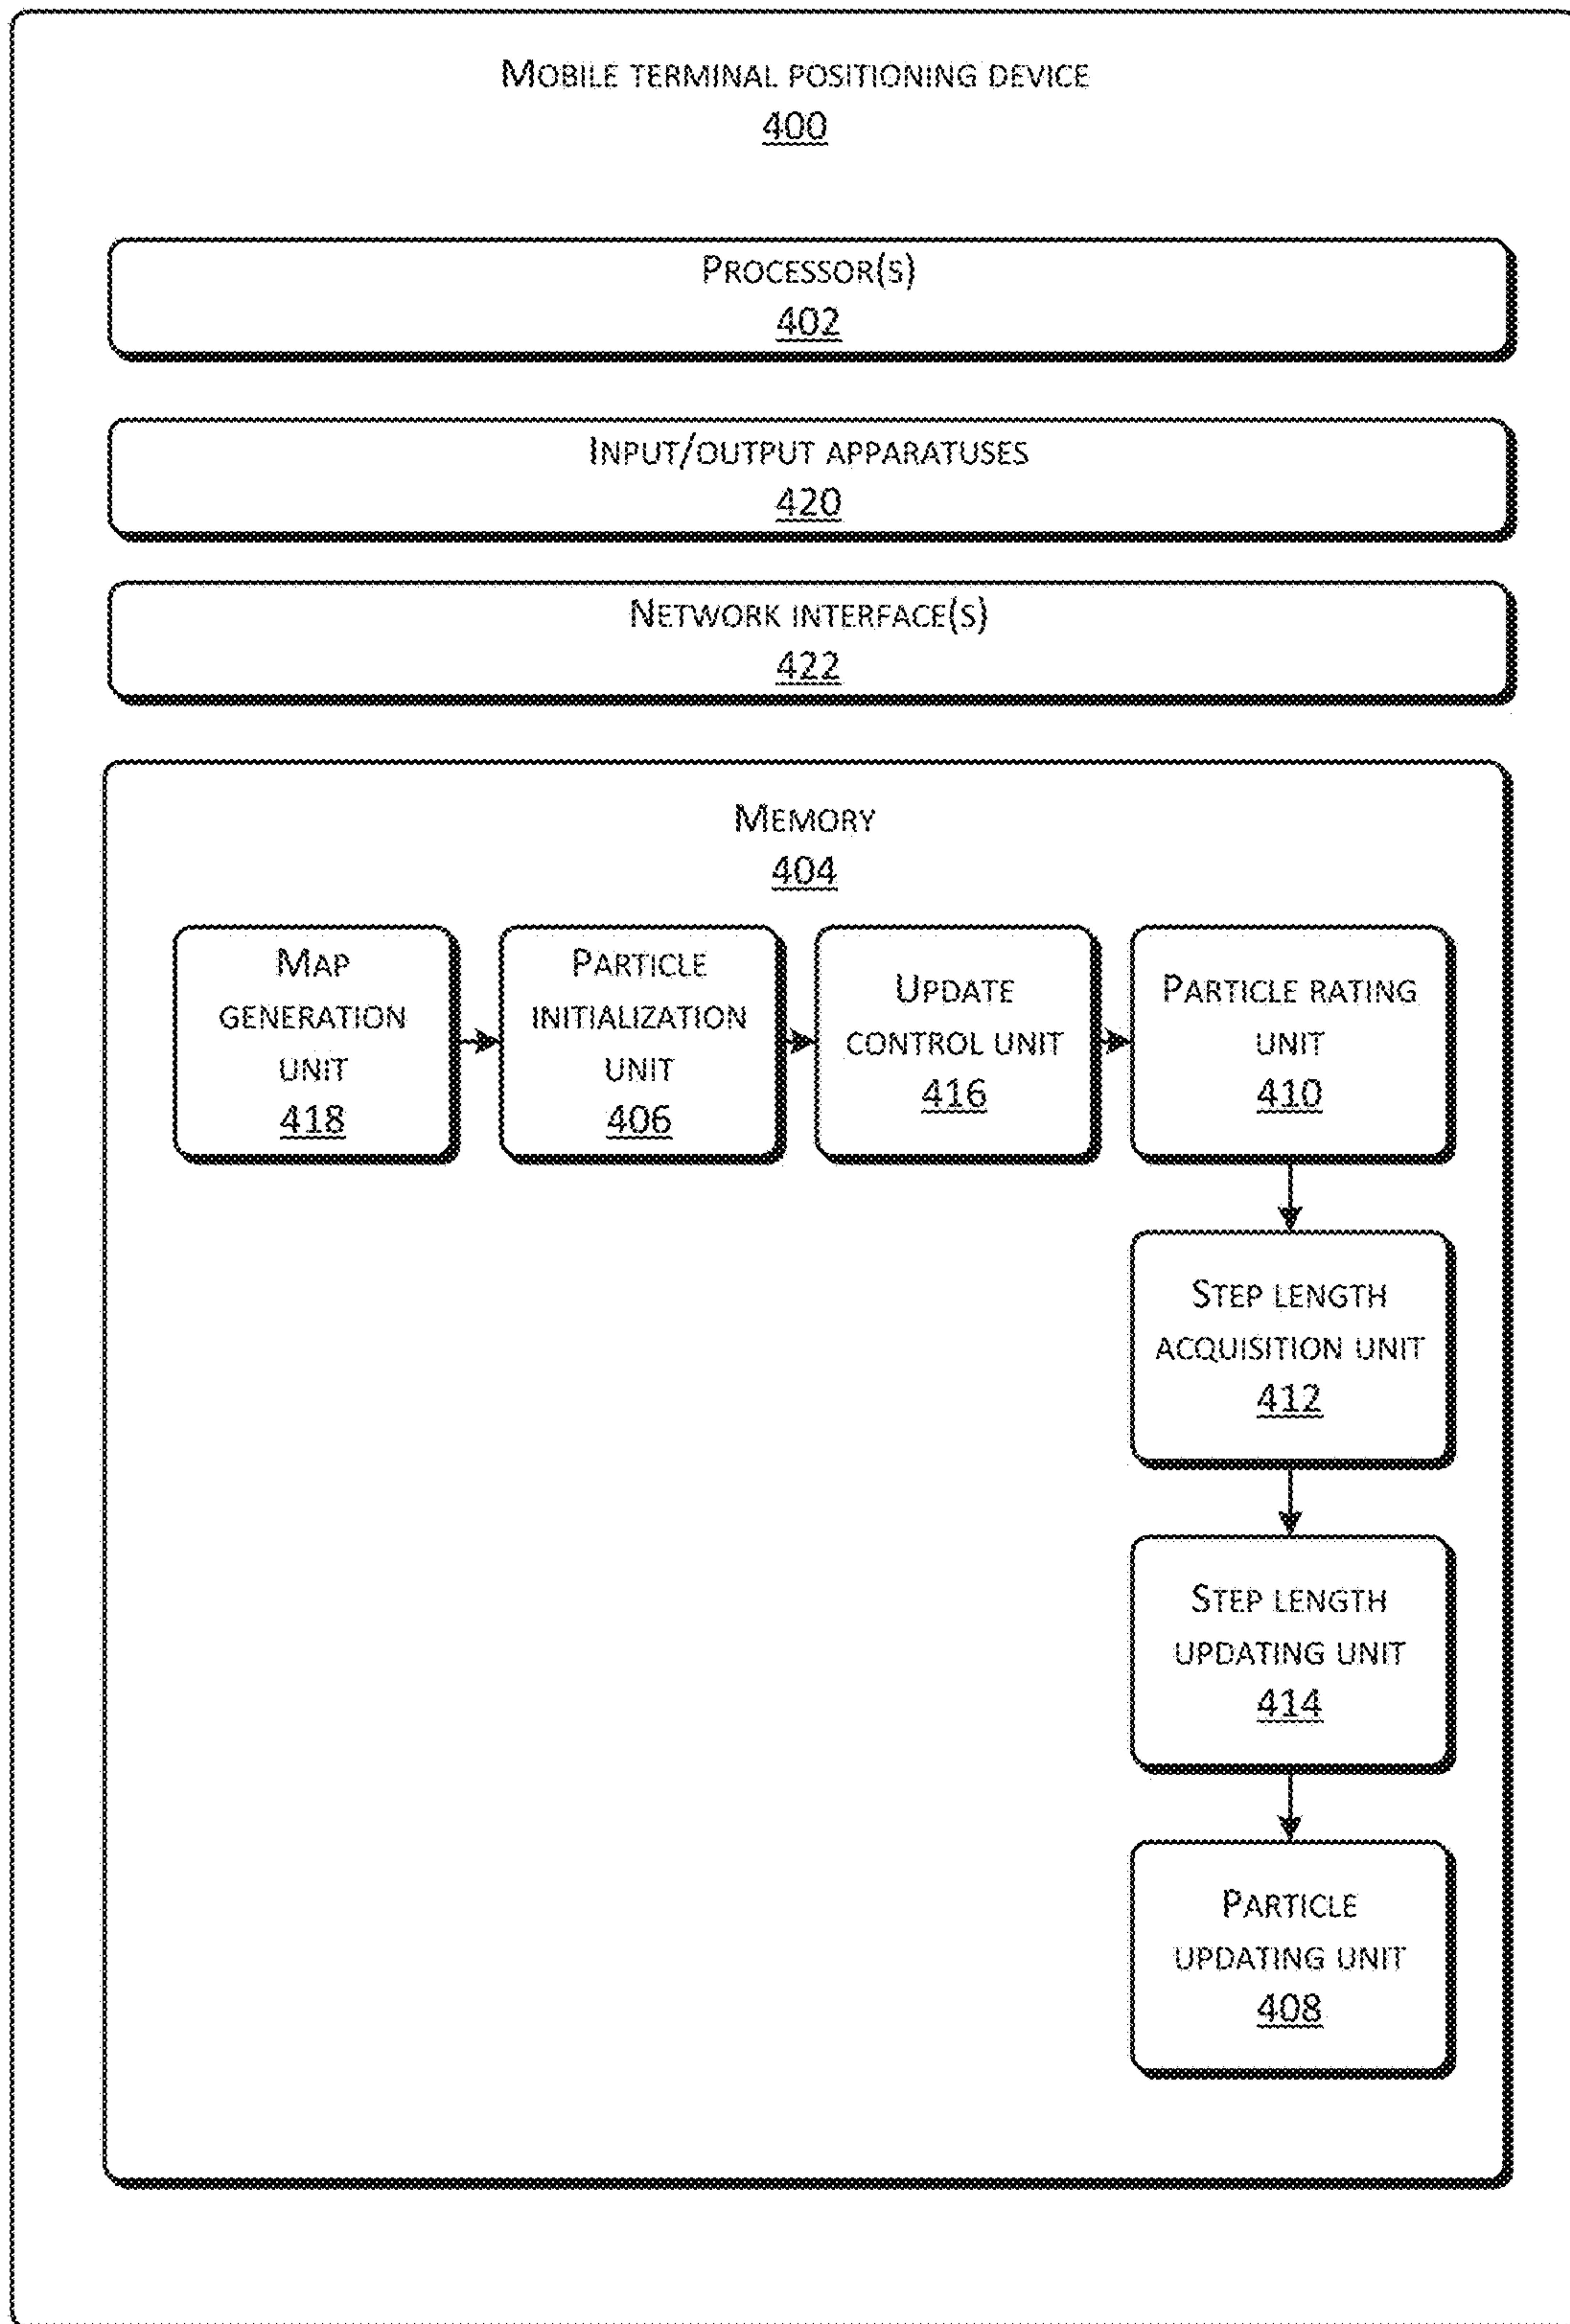 MOBILE TERMINAL POSITIONING DEVICE
400
PROCESSOR(S)
402
INPUT/OUTPUT APPARATUSES
420
NETWORK INTERFACE(S)
422
MEMORY
404
MAP
GENERATION
UNIT
418
PARTICLE
INITIALIZATION
UNIT
406
UPDATE
CONTROL UNIT
416
PARTICLE RATING
UNIT
410
STEP LENGTH
ACQUISITION UNIT
412
STEP LENGTH
UPDATING UNIT
414
PARTICLE
UPDATING UNIT
408